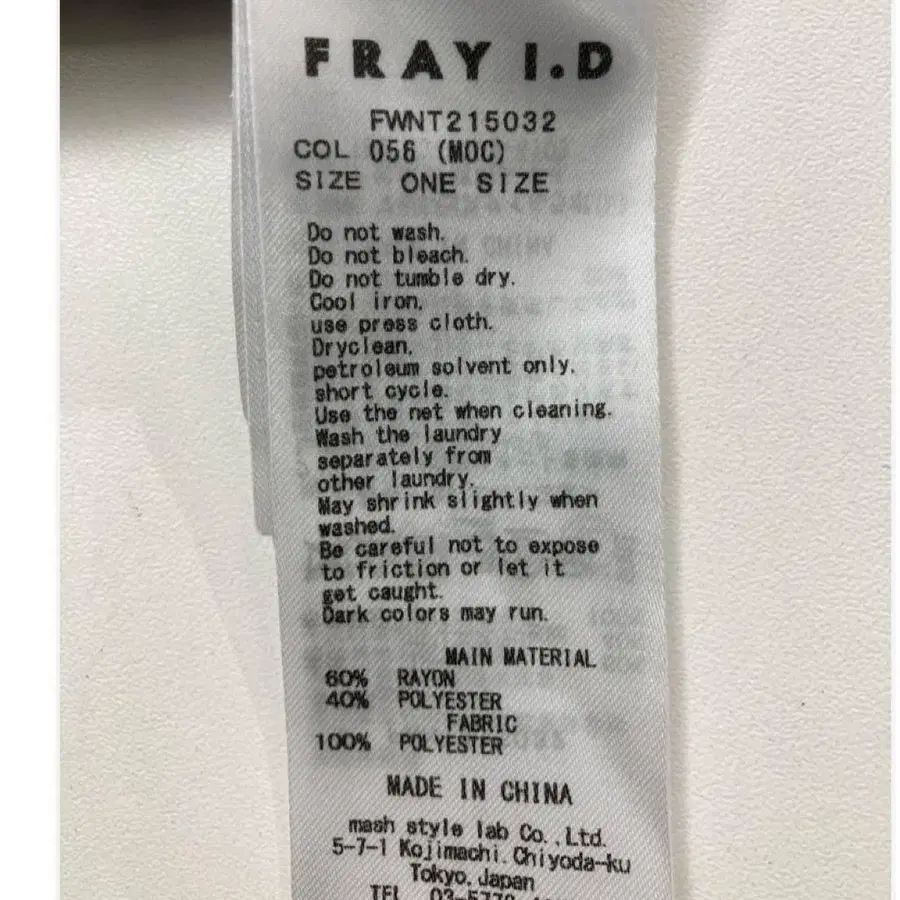 FRAY I.D
FWNT215032
COL 056 (MOC)
SIZE ONE SIZE
Do not wash.
Do not bleach.
Do not tumble dry.
Cool iron.
use press cloth.
Dryclean,
petroleum solvent only.
short cycle.
Use the net when cleaning.
Wash the laundry
separately from
other laundry.
May shrink slightly when
washed.
Be careful not to expose
to friction or let it
get caught.
Dark colors may run.
MAIN MATERIAL
60% RAYON
40% POLYESTER
FABRIC
100% POLYESTER
MADE IN CHINA
mash style lab Co.,Ltd.
5-7-1 Kojimachi.Chiyoda-ku
Tokyo.Japan
TEL